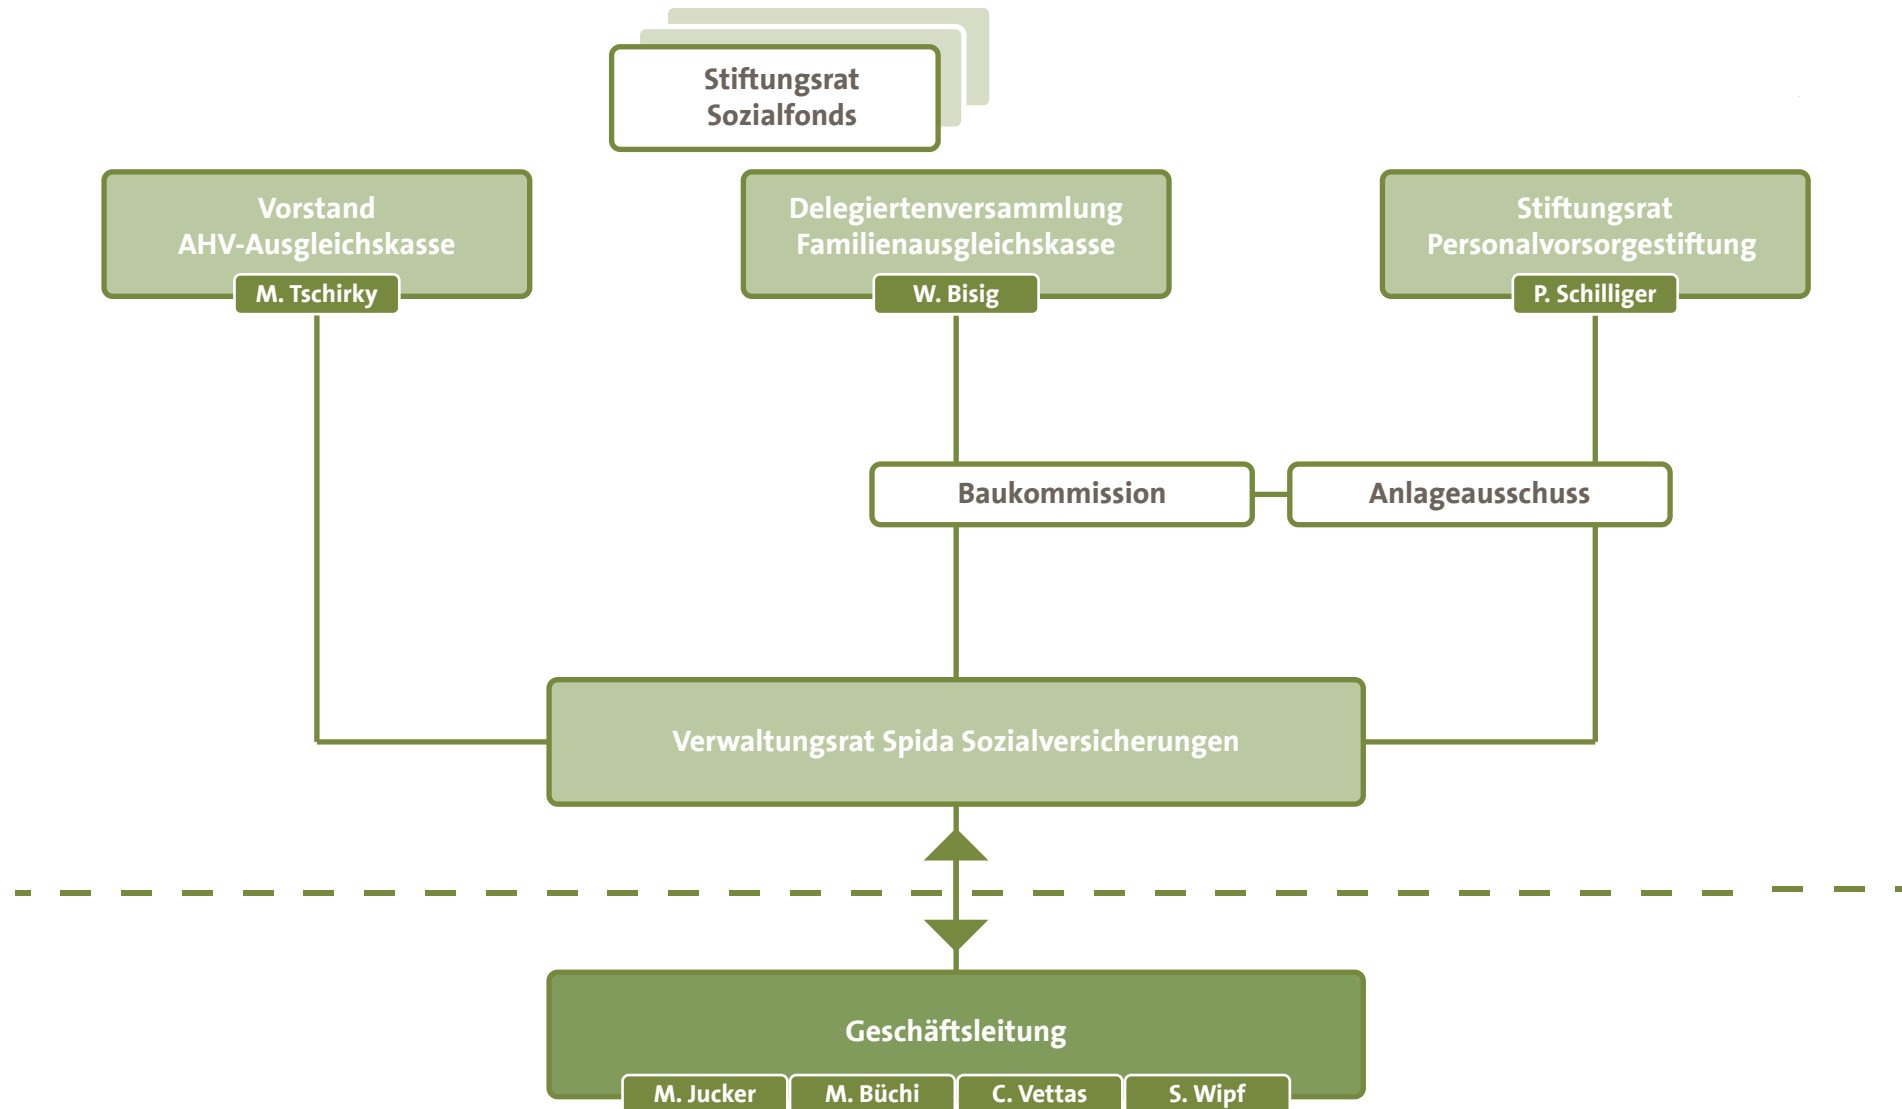 Stiftungsrat
Sozialfonds
Vorstand
AHV-Ausgleichskasse
M. Tschirky
Delegiertenversammlung
Familienausgleichskasse
W. Bisig
Stiftungsrat
Personalvorsorgestiftung
P. Schilliger
Baukommission
Anlageausschuss
Verwaltungsrat Spida Sozialversicherungen
Geschäftsleitung
M. Jucker
M. Büchi
C. Vettas
S. Wipf